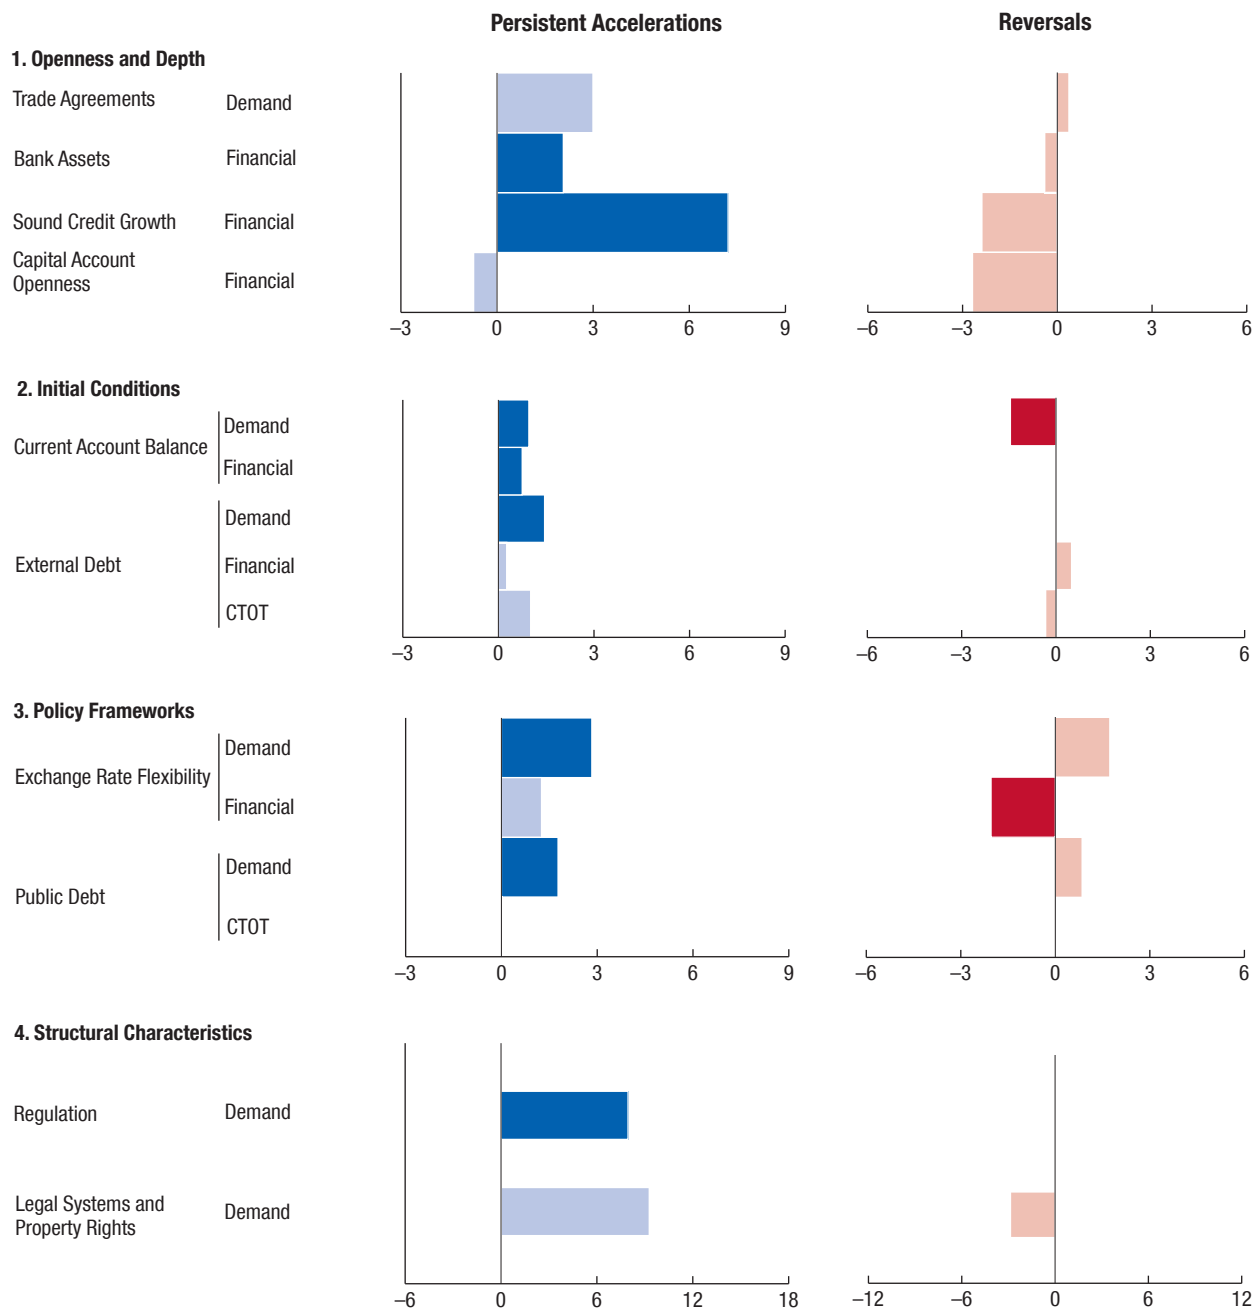 Persistent Accelerations
Reversals
1. Openness and Depth
Trade Agreements Demand
Bank Assets Financial
Sound Credit Growth Financial
Capital Account
Openness Financial
–3 0 3 6 9
–6 –3 0 3 6
2. Initial Conditions
Current Account Balance
Demand
Financial
External Debt
Demand
Financial
CTOT
–3 0 3 6 9
–6 –3 0 3 6
3. Policy Frameworks
Exchange Rate Flexibility
Demand
Financial
Public Debt
Demand
CTOT
–3 0 3 6 9
–6 –3 0 3 6
4. Structural Characteristics
Regulation Demand
Legal Systems and
Property Rights Demand
–6 0 6 12 18
–12 –6 0 6 12